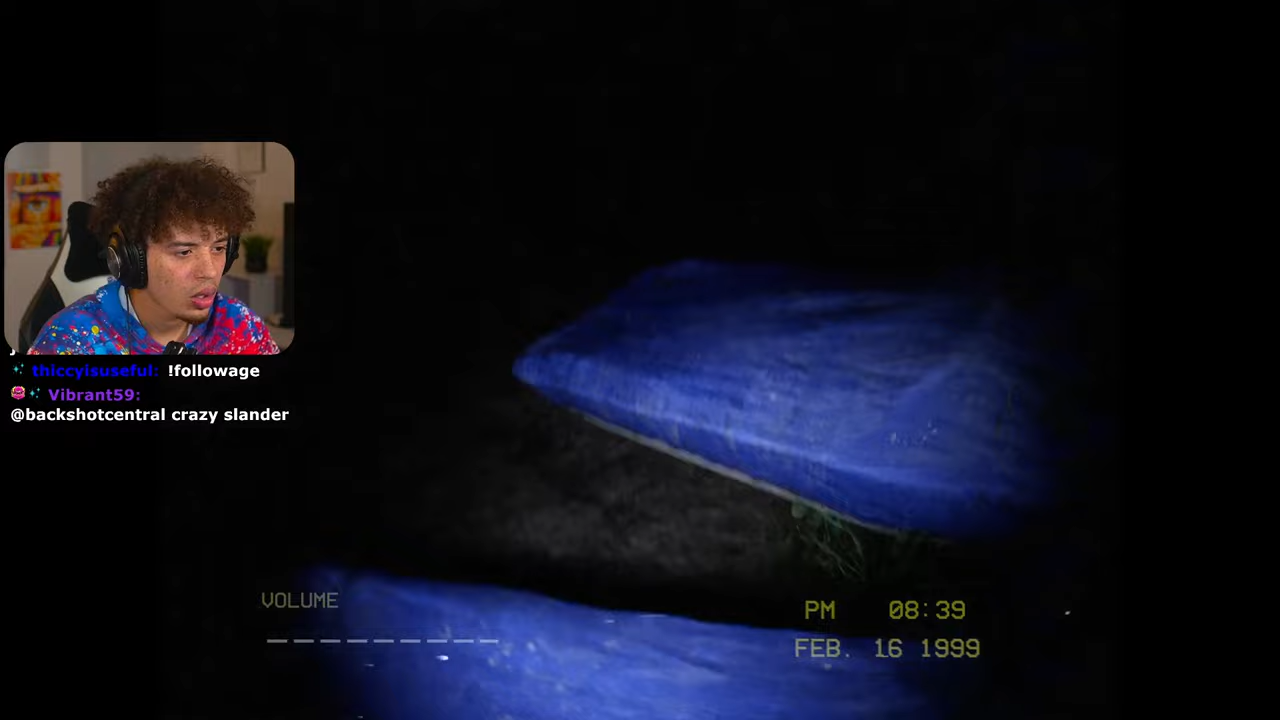 thiccyisuseful: !followage
Vibrant59:
@backshotcentral crazy slander
VOLUME
PM 08:39
FEB. 16 1999